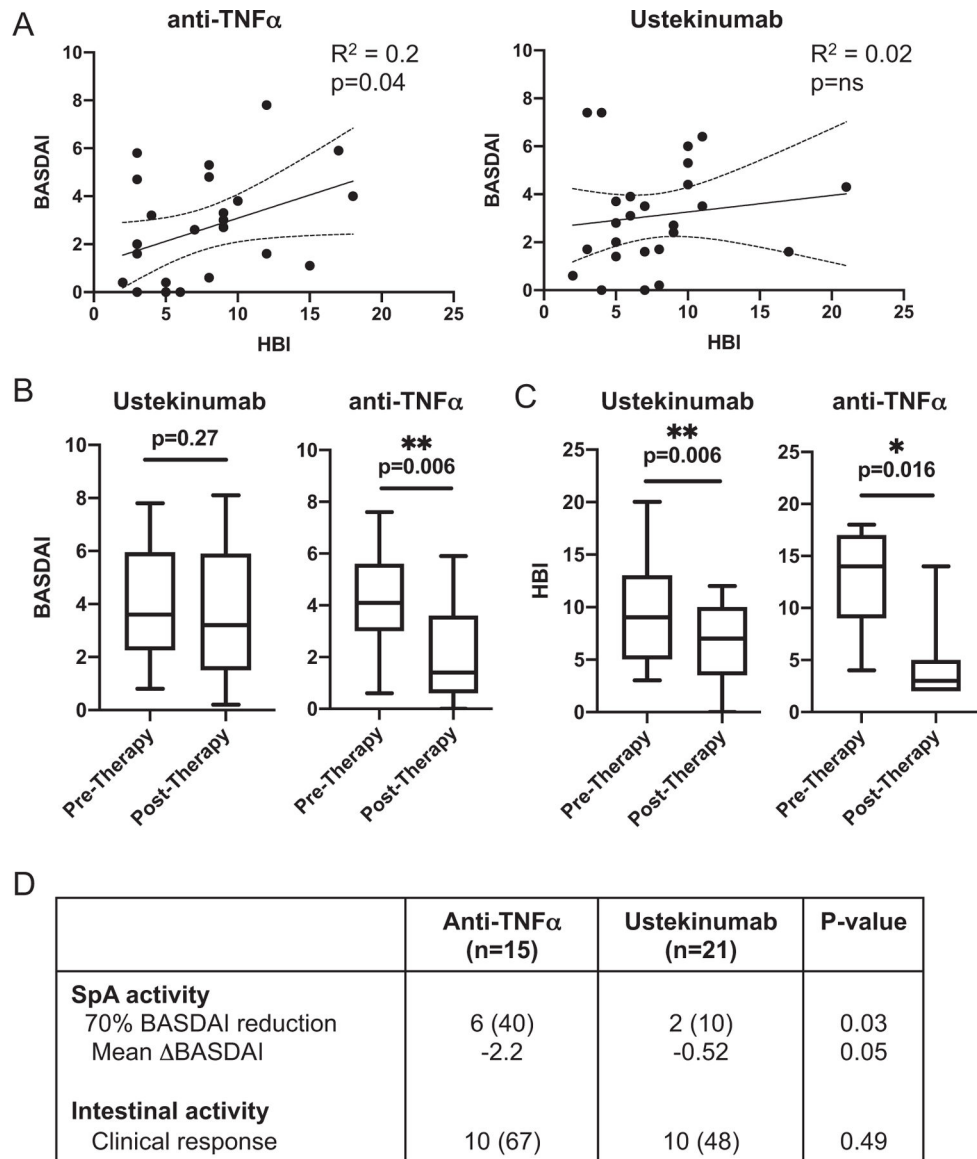 A
anti-TNFα
R² = 0.2
p=0.04
BASDAI
10
8
6
4
2
0
0 5 10 15 20 25
HBI
Ustekinumab
R² = 0.02
p=ns
BASDAI
10
8
6
4
2
0
0 5 10 15 20 25
HBI
B
Ustekinumab
p=0.27
BASDAI
10
8
6
4
2
0
Pre-Therapy
Post-Therapy
anti-TNFα
**
p=0.006
10
8
6
4
2
0
Pre-Therapy
Post-Therapy
C
Ustekinumab
**
p=0.006
HBI
25
20
15
10
5
0
Pre-Therapy
Post-Therapy
anti-TNFα
*
p=0.016
25
20
15
10
5
0
Pre-Therapy
Post-Therapy
D
Anti-TNFα (n=15) Ustekinumab (n=21) P-value
SpA activity
70% BASDAI reduction 6 (40) 2 (10) 0.03
Mean ΔBASDAI -2.2 -0.52 0.05
Intestinal activity
Clinical response 10 (67) 10 (48) 0.49